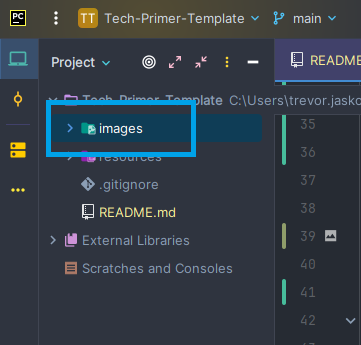 PC TT Tech-Primer-Template main
Project README
Tech-Primer-Template C:\Users\trevor.jasko
images 35
resources 36
.gitignore 37
README.md 38
External Libraries 39
Scratches and Consoles 40
41
42